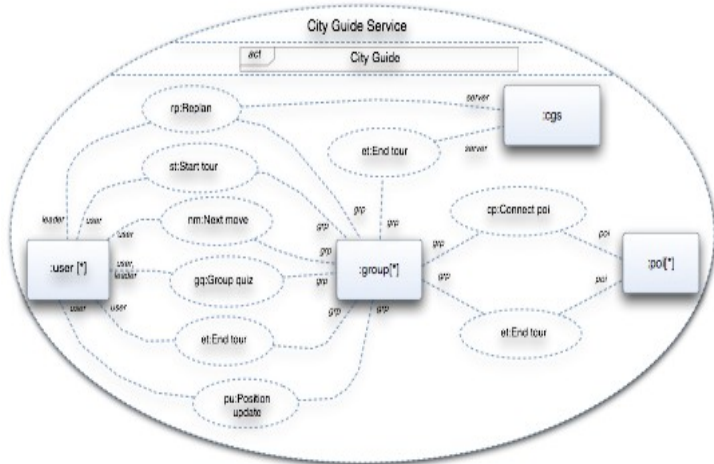 City Guide Service
act
City Guide
rp:Replan
server
:cgs
et:End tour
server
st:Start tour
grp
grp
cp:Connect poi
leader
user
nm:Next move
user
grp
grp
grp
poi
:user [*]
user,
leader
gq:Group quiz
grp
:group[*]
grp
:poi[*]
poi
user
user
et:End tour
grp
grp
et:End tour
pu:Position
update